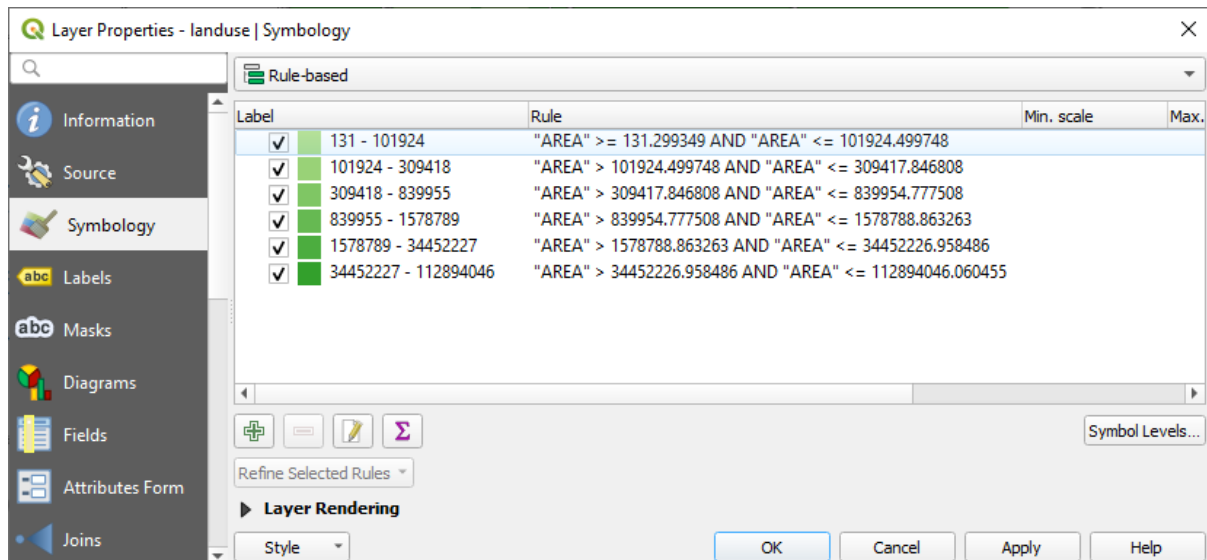 Layer Properties - landuse | Symbology
Information
Source
Symbology
abc Labels
abc Masks
Diagrams
Fields
Attributes Form
Joins
Rule-based
Label Rule Min. scale Max.
131 - 101924 "AREA" >= 131.299349 AND "AREA" <= 101924.499748
101924 - 309418 "AREA" > 101924.499748 AND "AREA" <= 309417.846808
309418 - 839955 "AREA" > 309417.846808 AND "AREA" <= 839954.777508
839955 - 1578789 "AREA" > 839954.777508 AND "AREA" <= 1578788.863263
1578789 - 34452227 "AREA" > 1578788.863263 AND "AREA" <= 34452226.958486
34452227 - 112894046 "AREA" > 34452226.958486 AND "AREA" <= 112894046.060455
Σ
Symbol Levels...
Refine Selected Rules
Layer Rendering
Style OK Cancel Apply Help